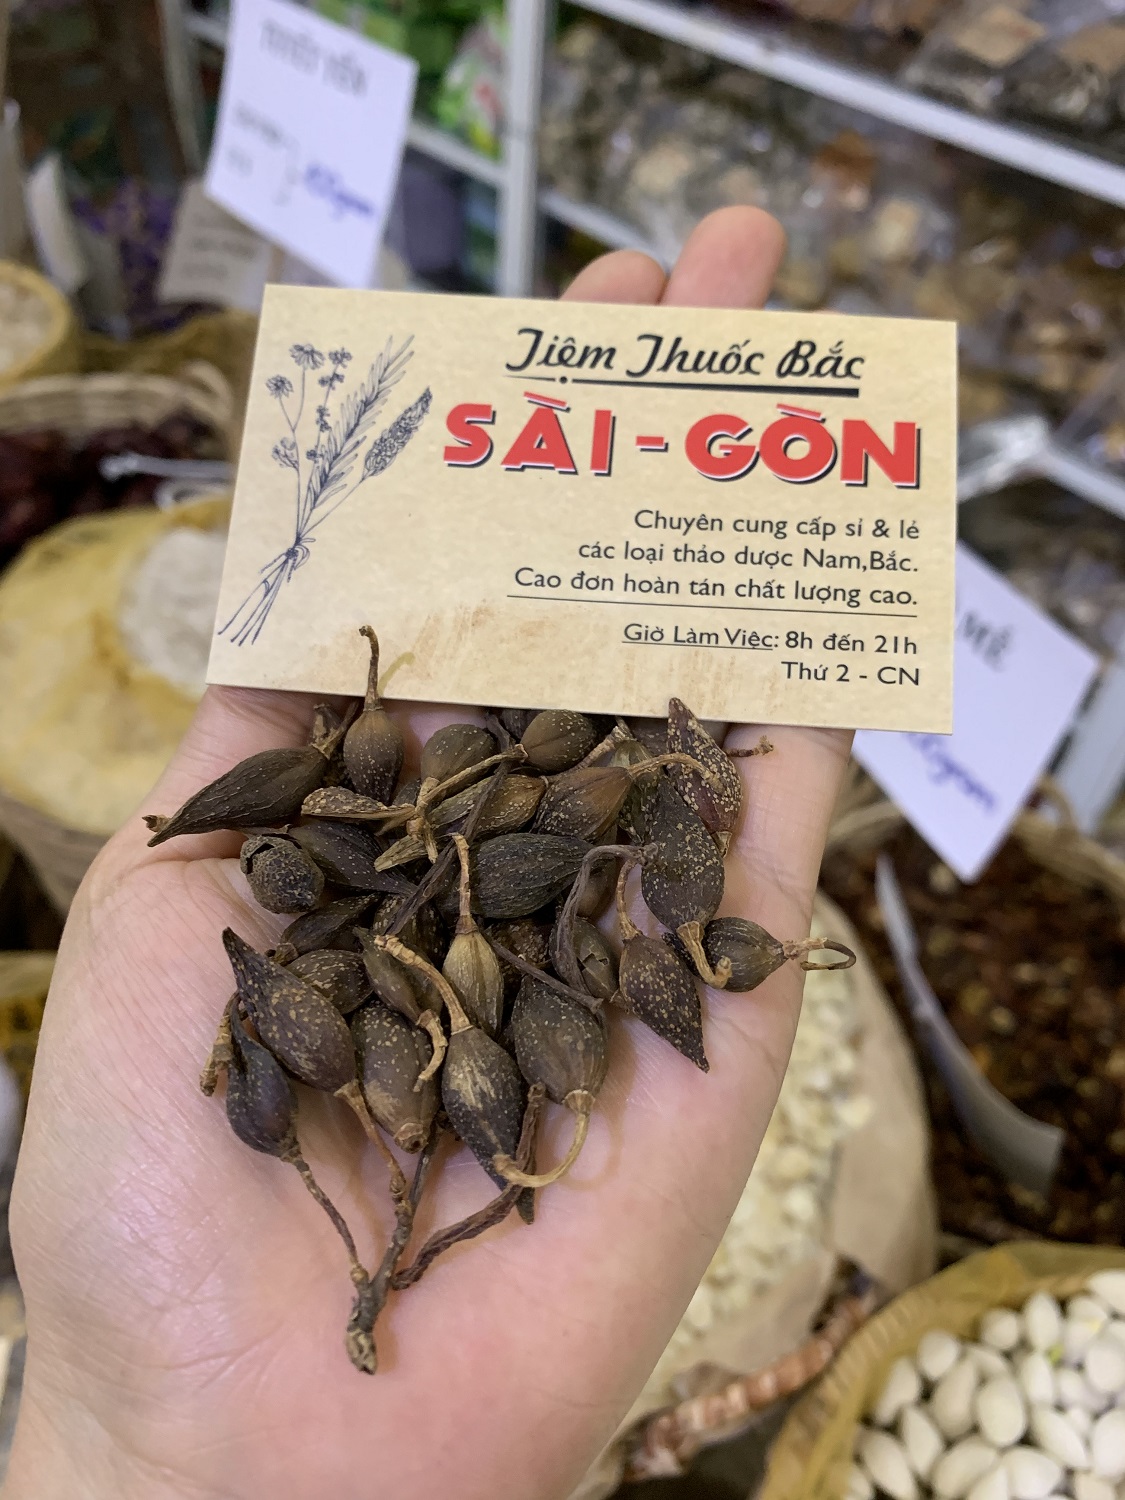 Tiệm Thuốc Bắc
SÀI-GÒN
Chuyên cung cấp sỉ & lẻ
các loại thảo dược Nam,Bắc.
Cao đơn hoàn tán chất lượng cao.
Giờ Làm Việc: 8h đến 21h
Thứ 2 - CN
MẾ